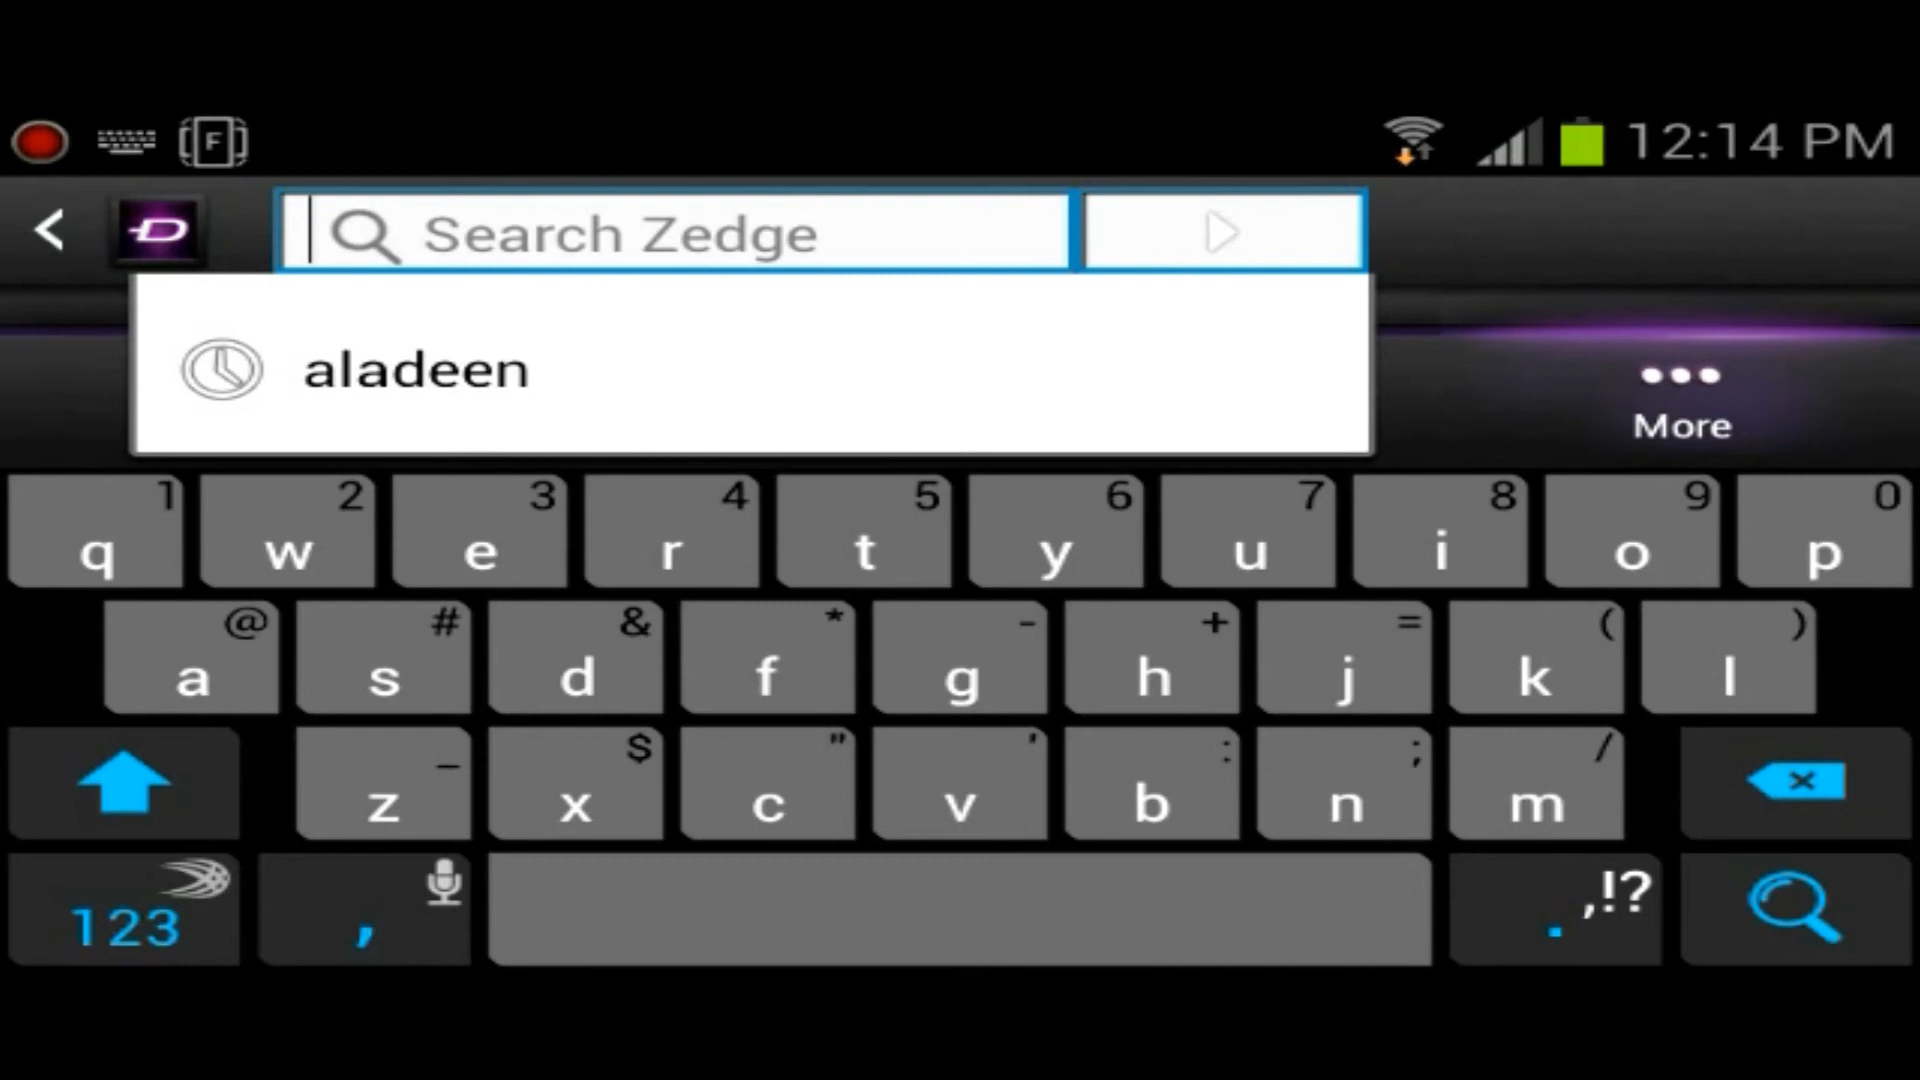 F 12:14 PM
Search Zedge
aladeen
More
1 2 3 4 5 6 7 8 9 0
q w e r t y u i o p
@ # & * - + = ( )
a s d f g h j k l
_ $ " ' : ; /
z x c v b n m
,!?
123 , .